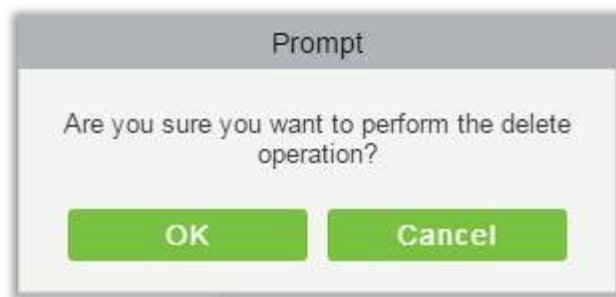 Prompt
Are you sure you want to perform the delete
operation?
OK
Cancel